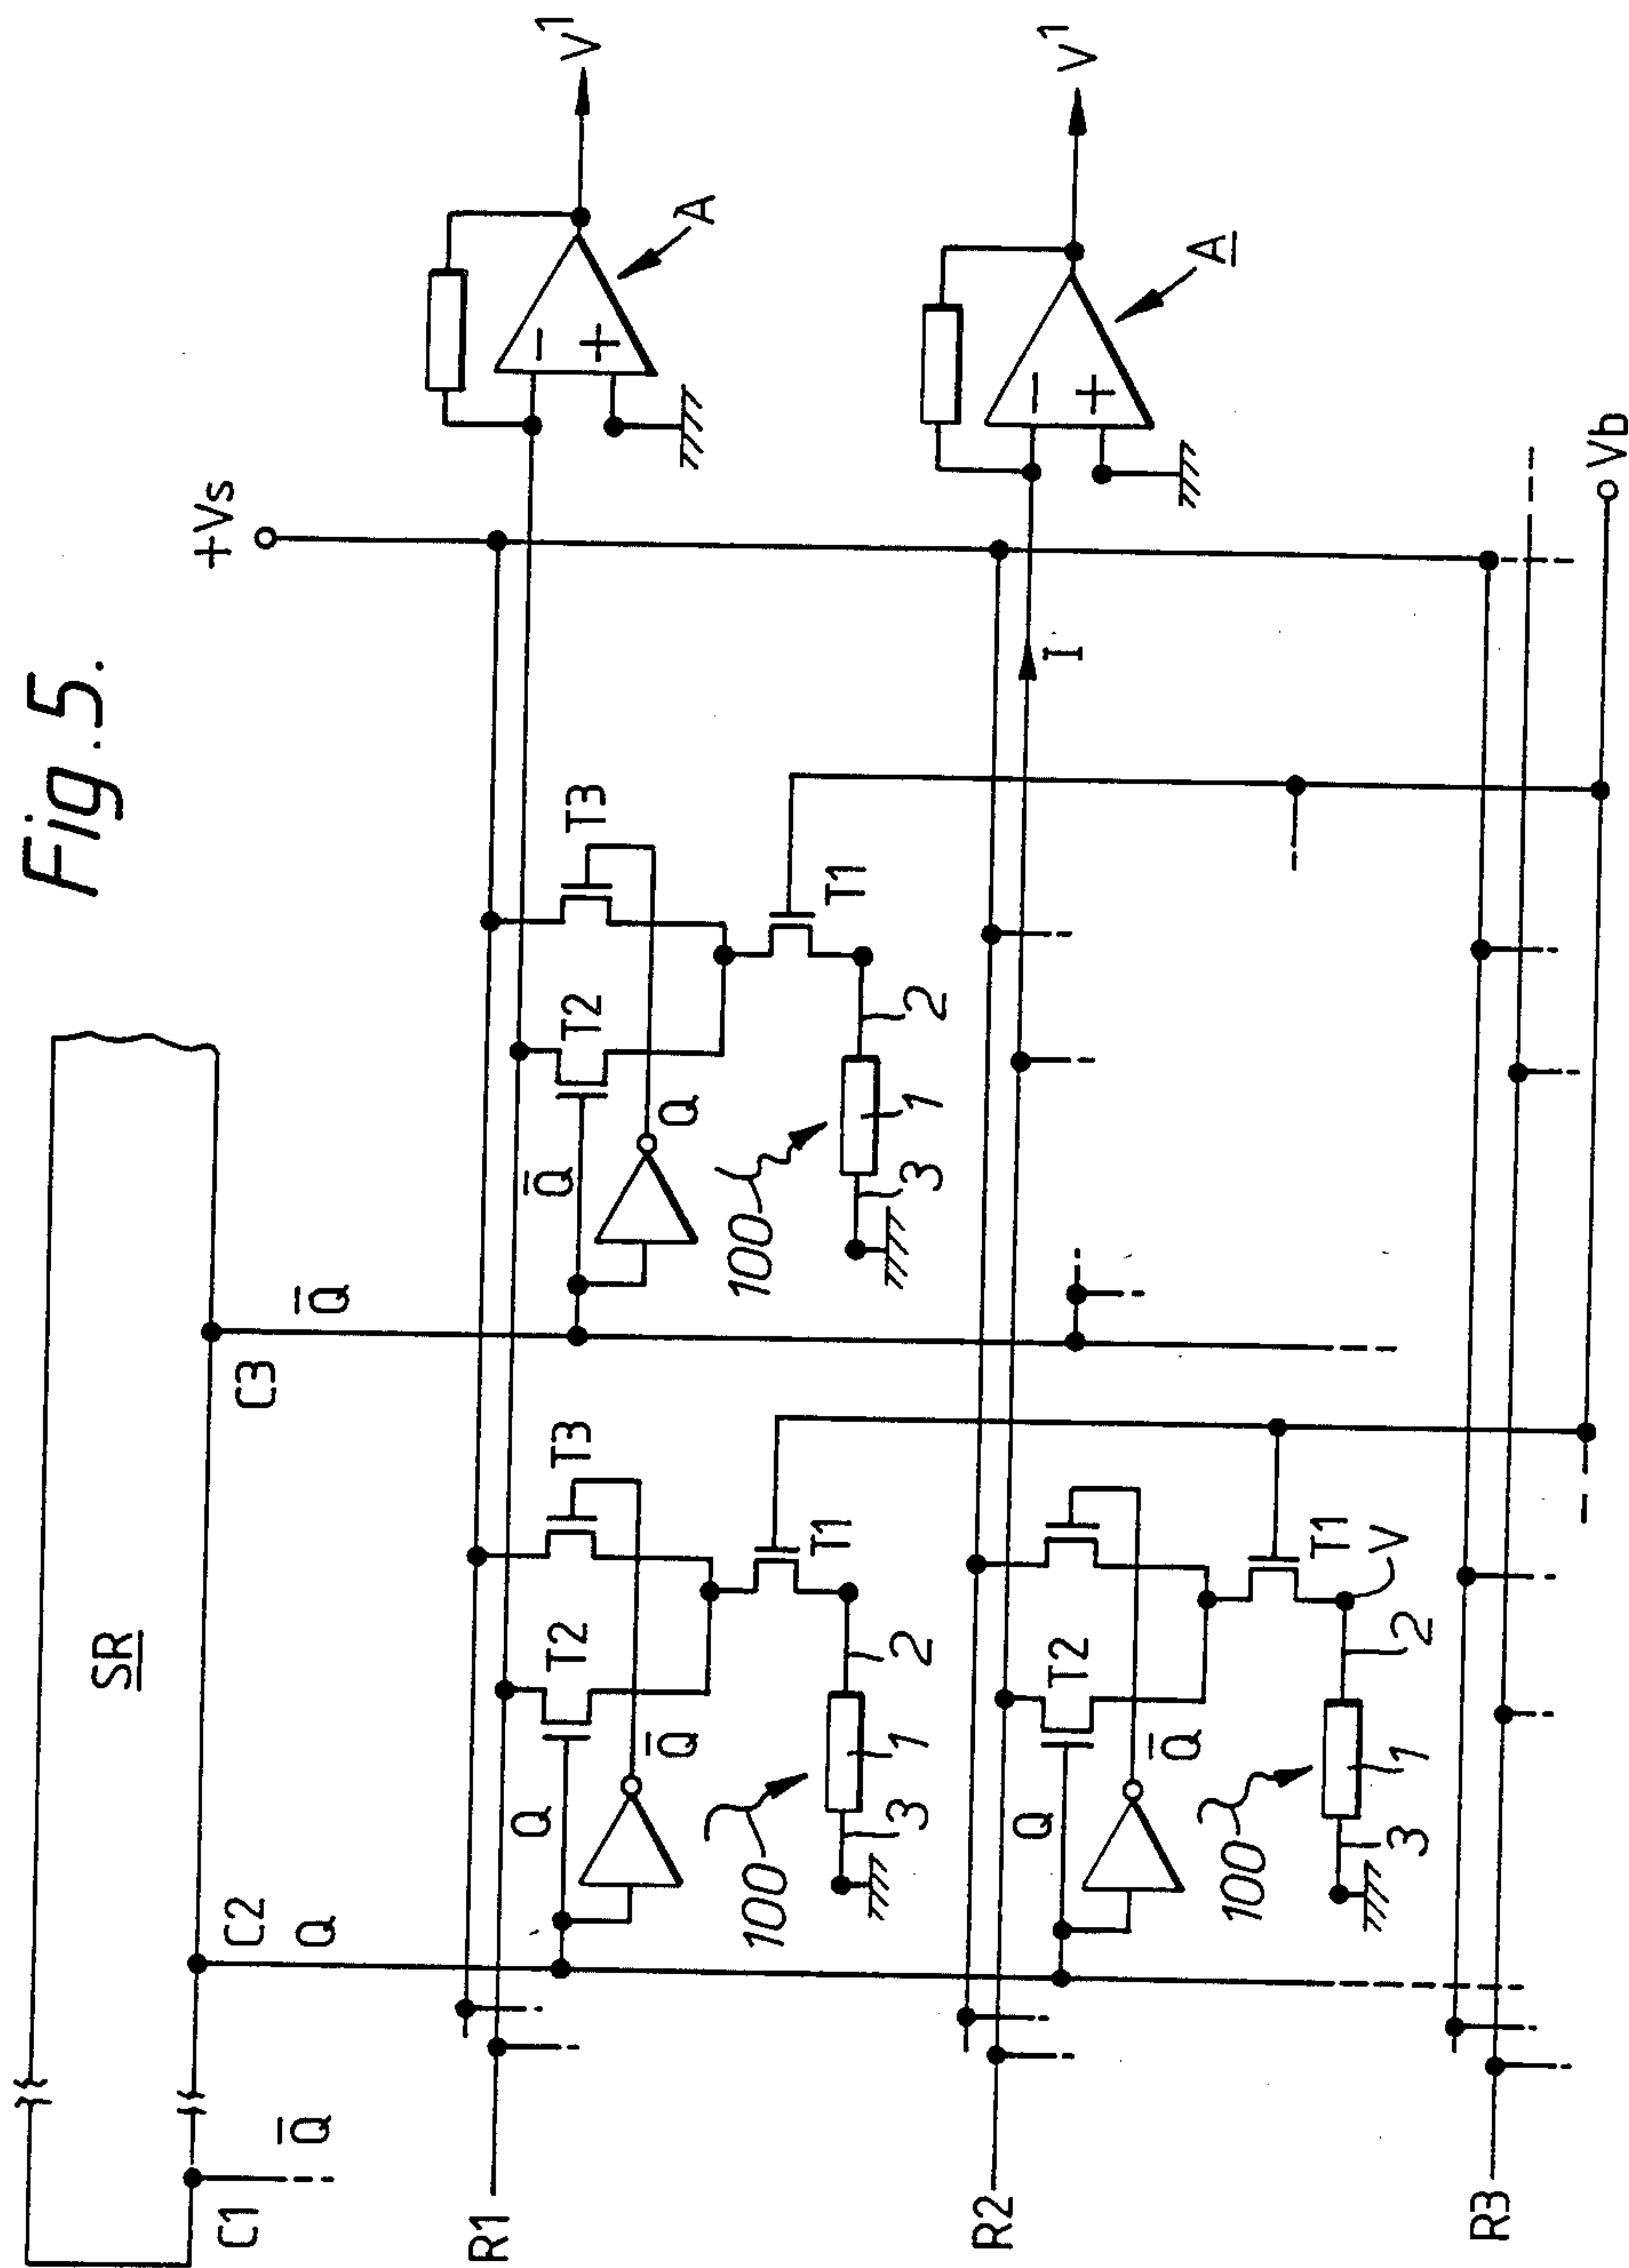 Fig. 5.
SR
C1
Q̅
C2
Q
C3
Q̅
+Vs
R1
T2
T3
T2
T3
A
V¹
Q
Q̅
T1
Q̅
Q
T1
100
1
2
3
100
1
2
3
R2
I
A
V¹
T2
Q
Q̅
T1
V
100
1
2
3
R3
Vb